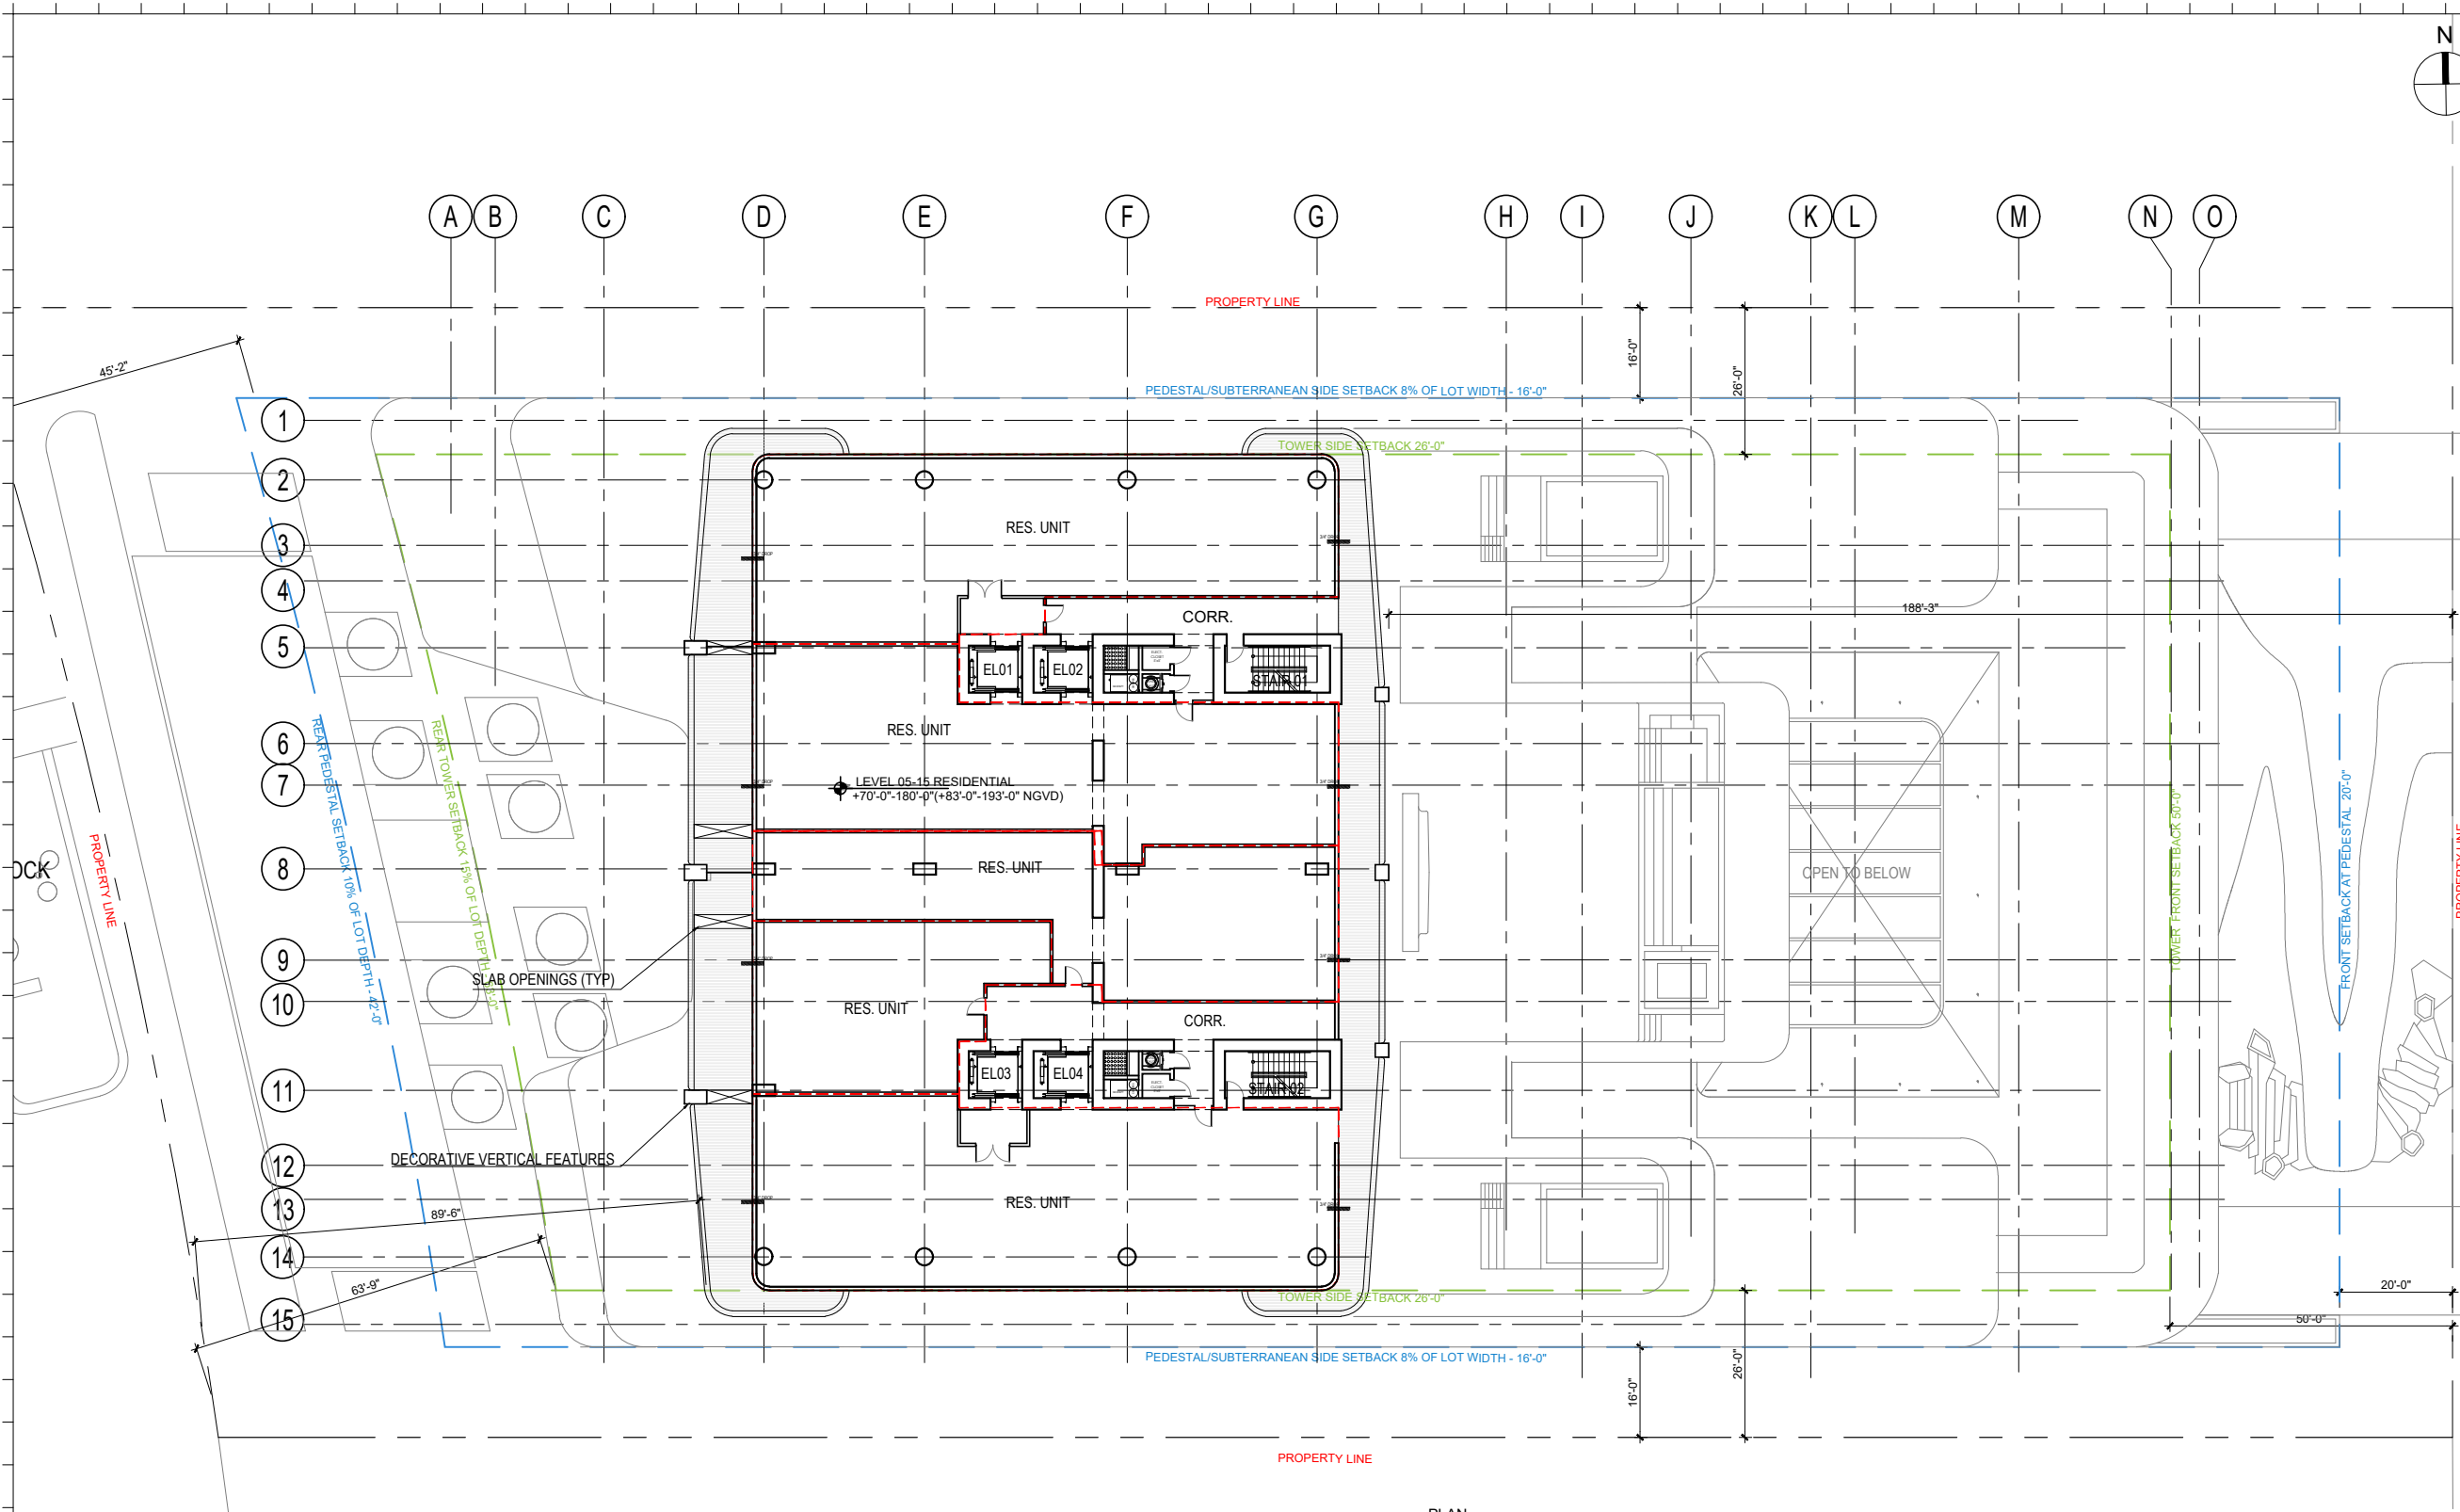 N
A
B
C
D
E
F
G
H
I
J
K
L
M
N
O
PROPERTY LINE
16'-0"
26'-0"
45'-2"
PEDESTAL/SUBTERRANEAN SIDE SETBACK 8% OF LOT WIDTH - 16'-0"
1
TOWER SIDE SETBACK 26'-0"
2
RES. UNIT
3
4
188'-3"
CORR.
5
EL01
EL02
STAIR 01
6
RES. UNIT
7
LEVEL 05-15 RESIDENTIAL
+70'-0"-180'-0"(+83'-0"-193'-0" NGVD)
REAR PEDESTAL SETBACK 10% OF LOT DEPTH - 42'-0"
REAR TOWER SETBACK 15% OF LOT DEPTH - 63'-0"
TOWER FRONT SETBACK 50'-0"
FRONT SETBACK AT PEDESTAL 20'-0"
PROPERTY LINE
PROPERTY LINE
OCK
8
RES. UNIT
OPEN TO BELOW
9
SLAB OPENINGS (TYP)
10
RES. UNIT
CORR.
EL03
EL04
11
STAIR 02
DECORATIVE VERTICAL FEATURES
12
RES. UNIT
13
89'-6"
14
63'-9"
20'-0"
TOWER SIDE SETBACK 26'-0"
15
50'-0"
PEDESTAL/SUBTERRANEAN SIDE SETBACK 8% OF LOT WIDTH - 16'-0"
26'-0"
16'-0"
PROPERTY LINE
PLAN